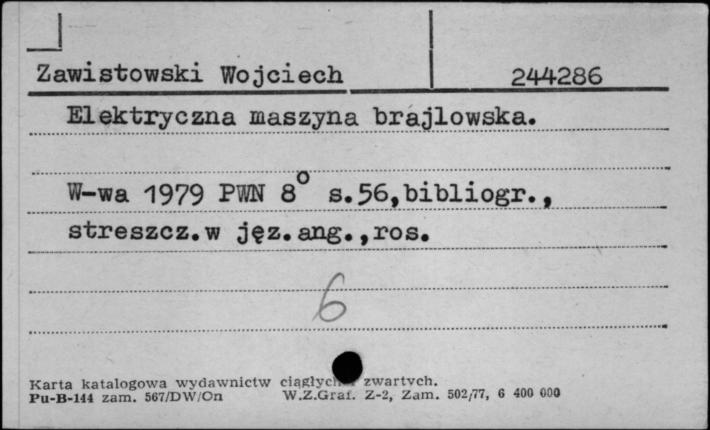 Zawistowski Wojciech 244286
Elektryczna maszyna brajlowska.
W-wa 1979 PWN 8° s.56,bibliogr.,
streszcz.w jęz.ang.,ros.
6
Karta katalogowa wydawnictw ciągłych i zwartych.
Pu-B-144 zam. 567/DW/On W.Z.Graf. Z-2, Zam. 502/77, 6 400 000